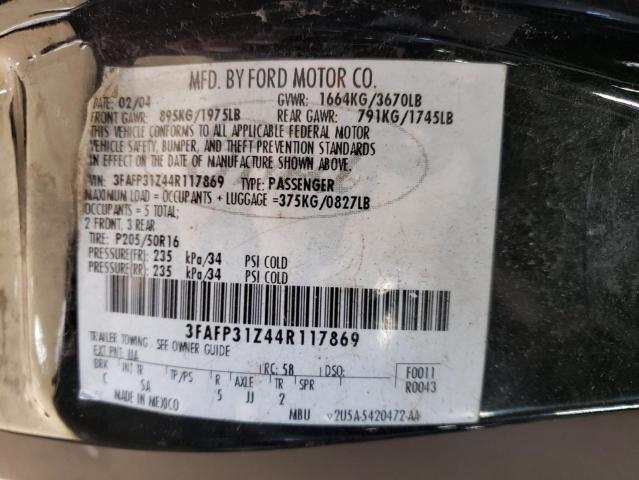 MFD. BY FORD MOTOR CO.
DATE: 02/04 GVWR: 1664KG/3670LB
FRONT GAWR: 895KG/1975LB REAR GAWR: 791KG/1745LB
THIS VEHICLE CONFORMS TO ALL APPLICABLE FEDERAL MOTOR
VEHICLE SAFETY, BUMPER, AND THEFT PREVENTION STANDARDS
IN EFFECT ON THE DATE OF MANUFACTURE SHOWN ABOVE.
VIN: 3FAFP31Z44R117869 TYPE: PASSENGER
MAXIMUM LOAD = OCCUPANTS + LUGGAGE = 375KG/0827LB
OCCUPANTS = 5 TOTAL:
2 FRONT, 3 REAR
TIRE: P205/50R16
PRESSURE(FR): 235 kPa/34 PSI COLD
PRESSURE(RR): 235 kPa/34 PSI COLD
3FAFP31Z44R117869
TRAILER TOWING: SEE OWNER GUIDE
EXT PNT: UA RC: 58 DSO: F0011
BRK INT TR TP/PS R AXLE TR SPR R0043
C 5A 5 JJ 2
MADE IN MEXICO MBU 2U5A-5420472-AA